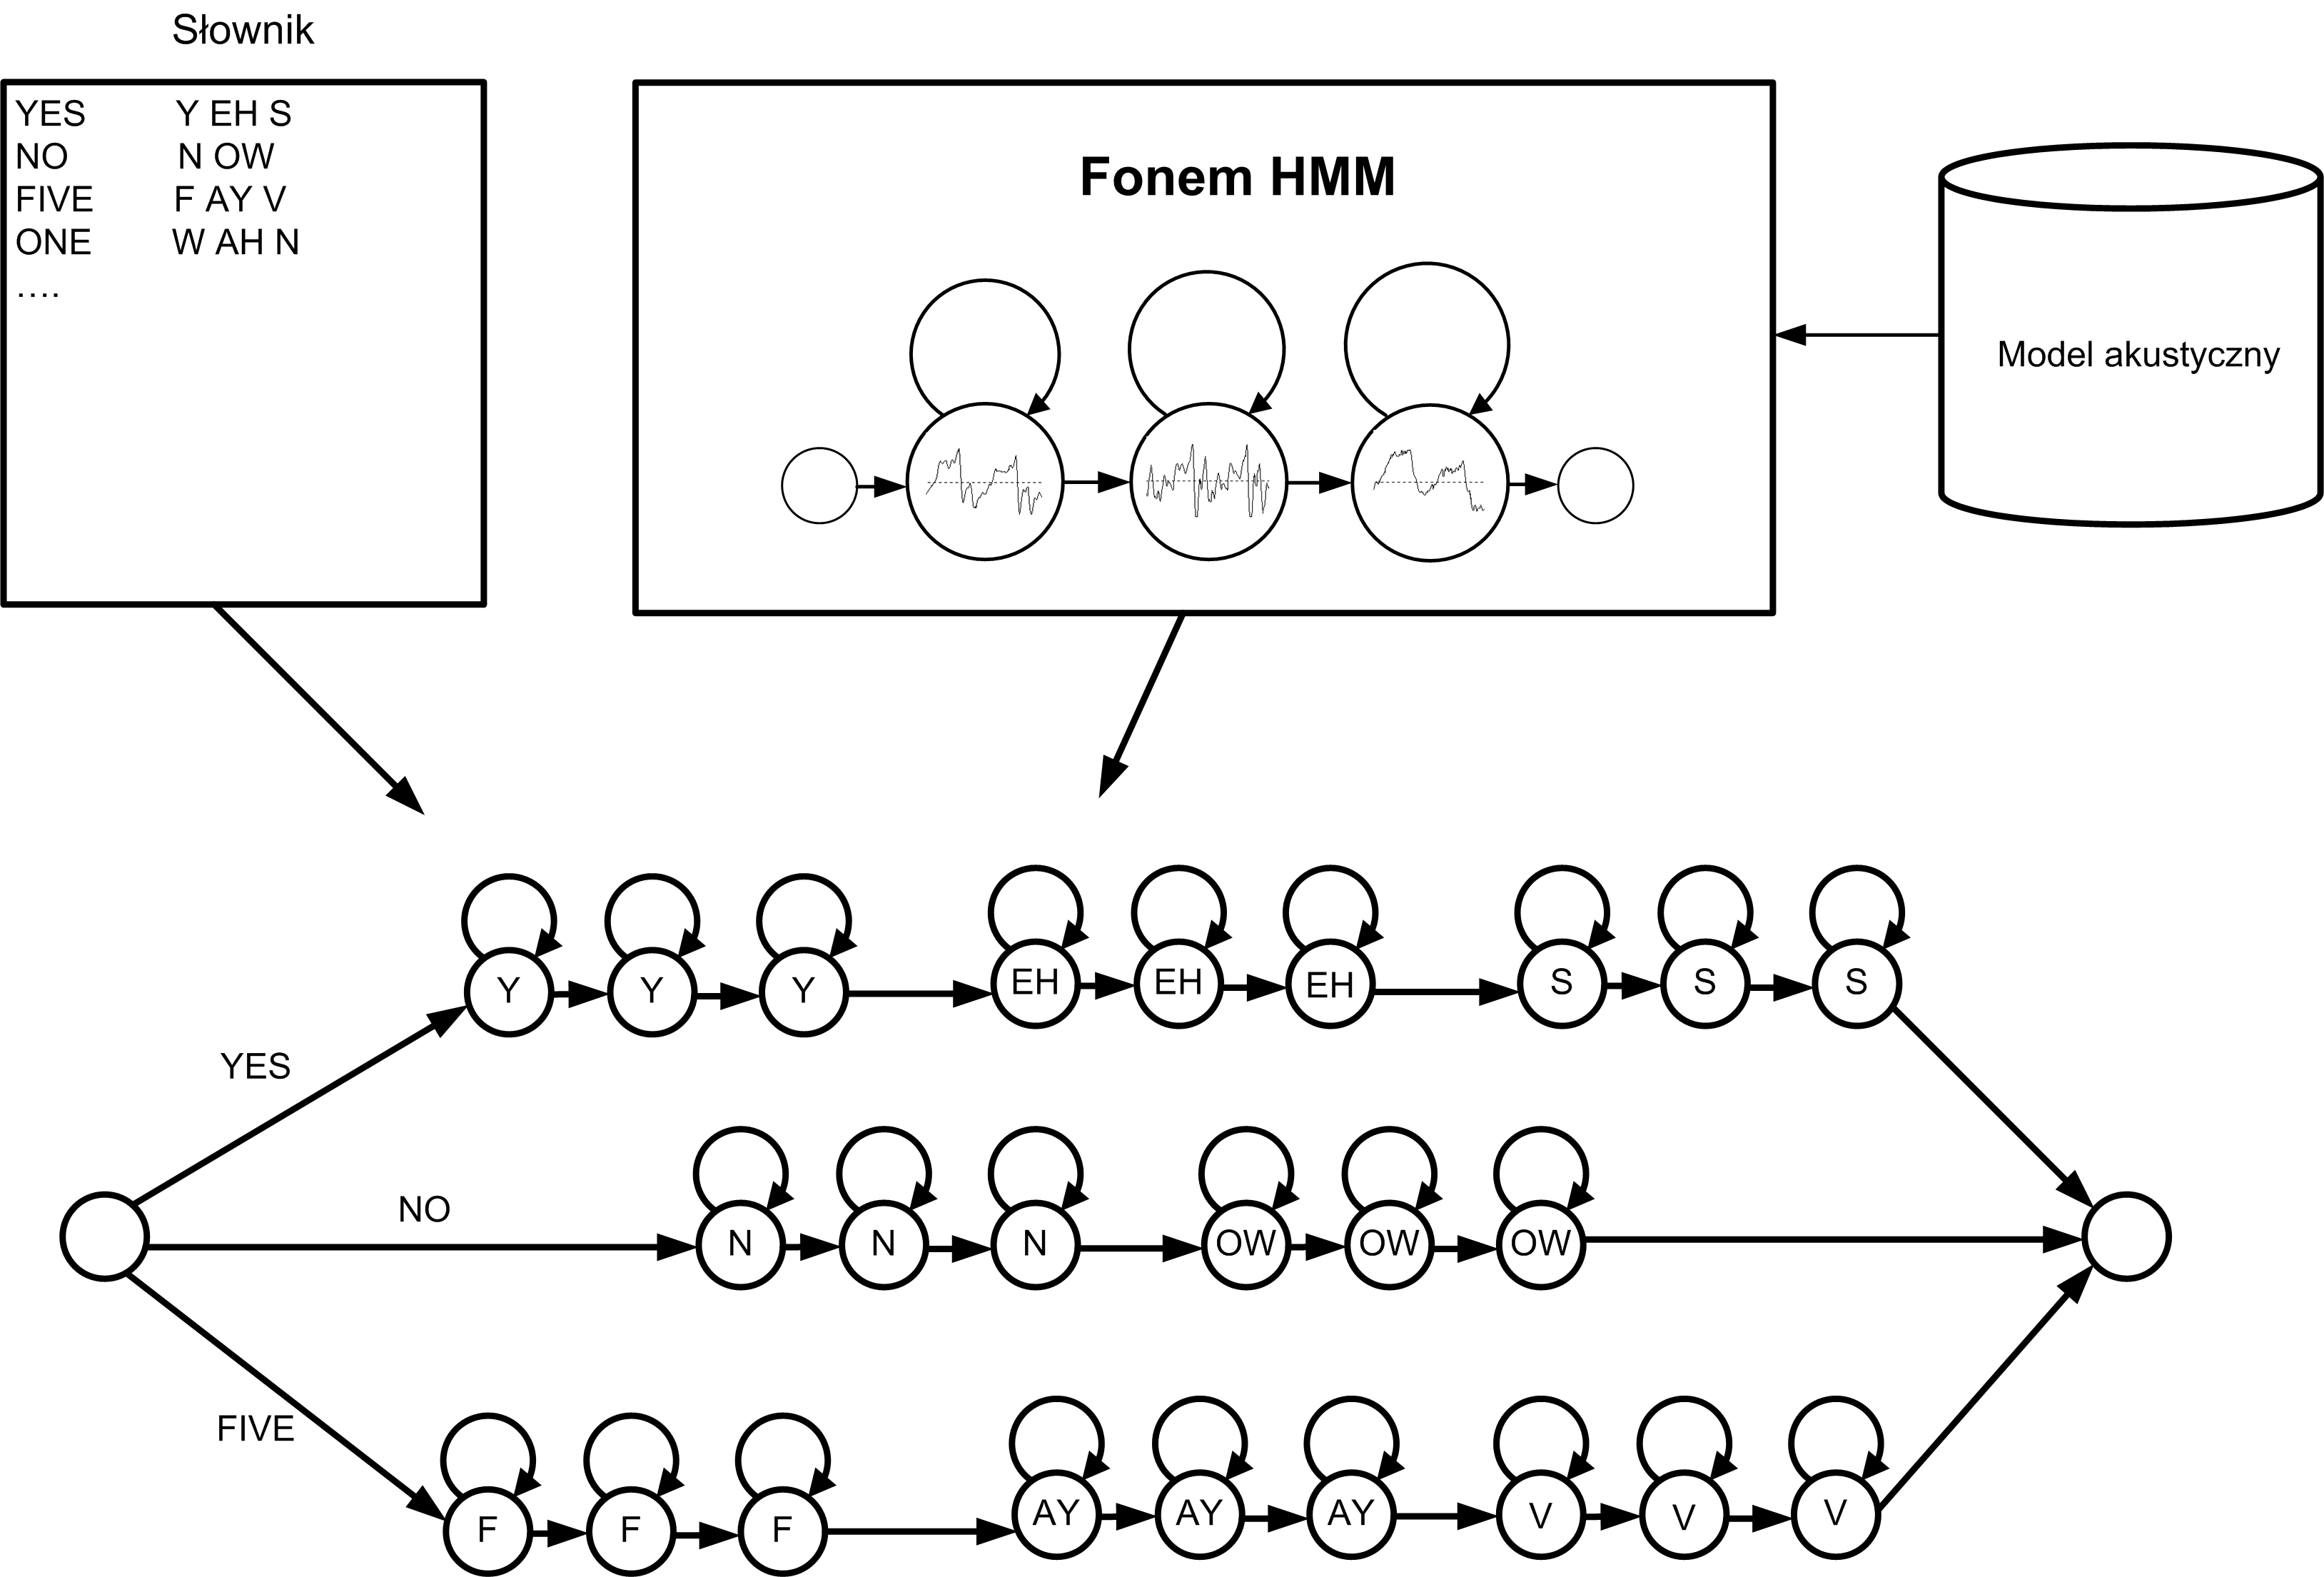 Słownik
YES Y EH S
NO N OW
FIVE F AY V
ONE W AH N
....
Fonem HMM
Model akustyczny
YES
Y Y Y EH EH EH S S S
NO
N N N OW OW OW
FIVE
F F F AY AY AY V V V